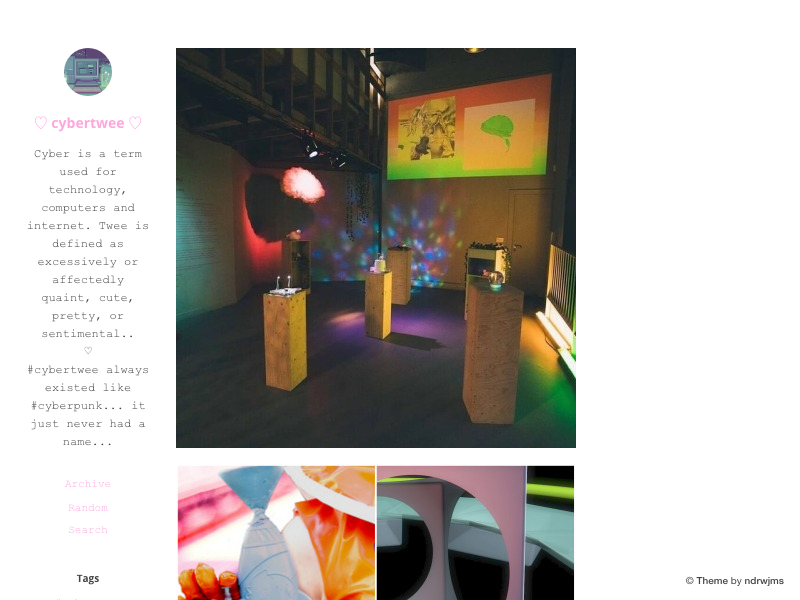 ♡ cybertwee ♡
Cyber is a term
used for
technology,
computers and
internet. Twee is
defined as
excessively or
affectedly
quaint, cute,
pretty, or
sentimental..
♡
#cybertwee always
existed like
#cyberpunk... it
just never had a
name...
Archive
Random
Search
Tags
© Theme by ndrwjms